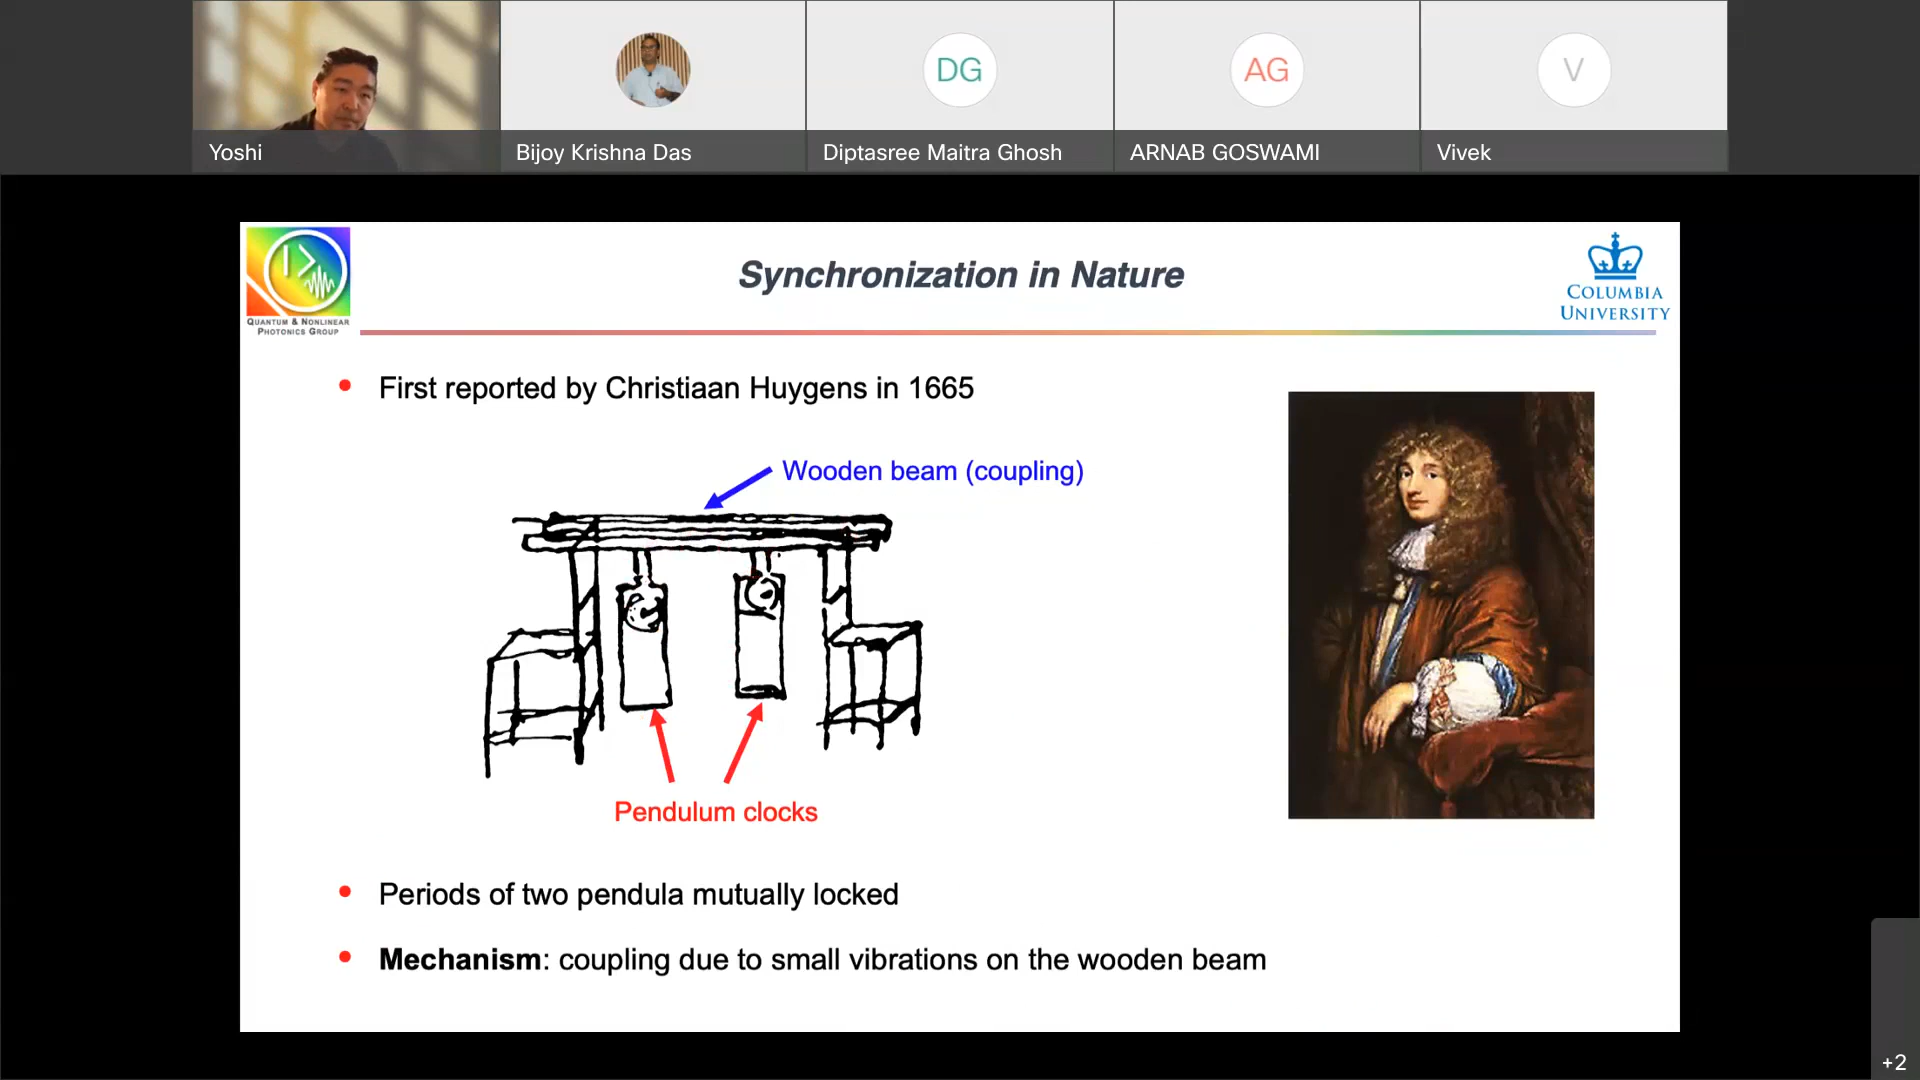 DG
AG
V
Yoshi
Bijoy Krishna Das
Diptasree Maitra Ghosh
ARNAB GOSWAMI
Vivek
QUANTUM & NONLINEAR
PHOTONICS GROUP
Synchronization in Nature
COLUMBIA
UNIVERSITY
• First reported by Christiaan Huygens in 1665
Wooden beam (coupling)
Pendulum clocks
• Periods of two pendula mutually locked
• Mechanism: coupling due to small vibrations on the wooden beam
+2